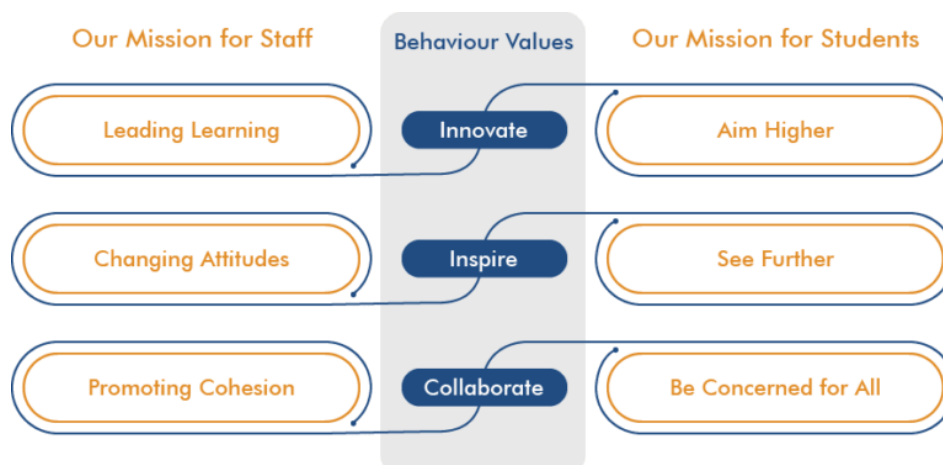 Our Mission for Staff
Behaviour Values
Our Mission for Students
Leading Learning
Innovate
Aim Higher
Changing Attitudes
Inspire
See Further
Promoting Cohesion
Collaborate
Be Concerned for All